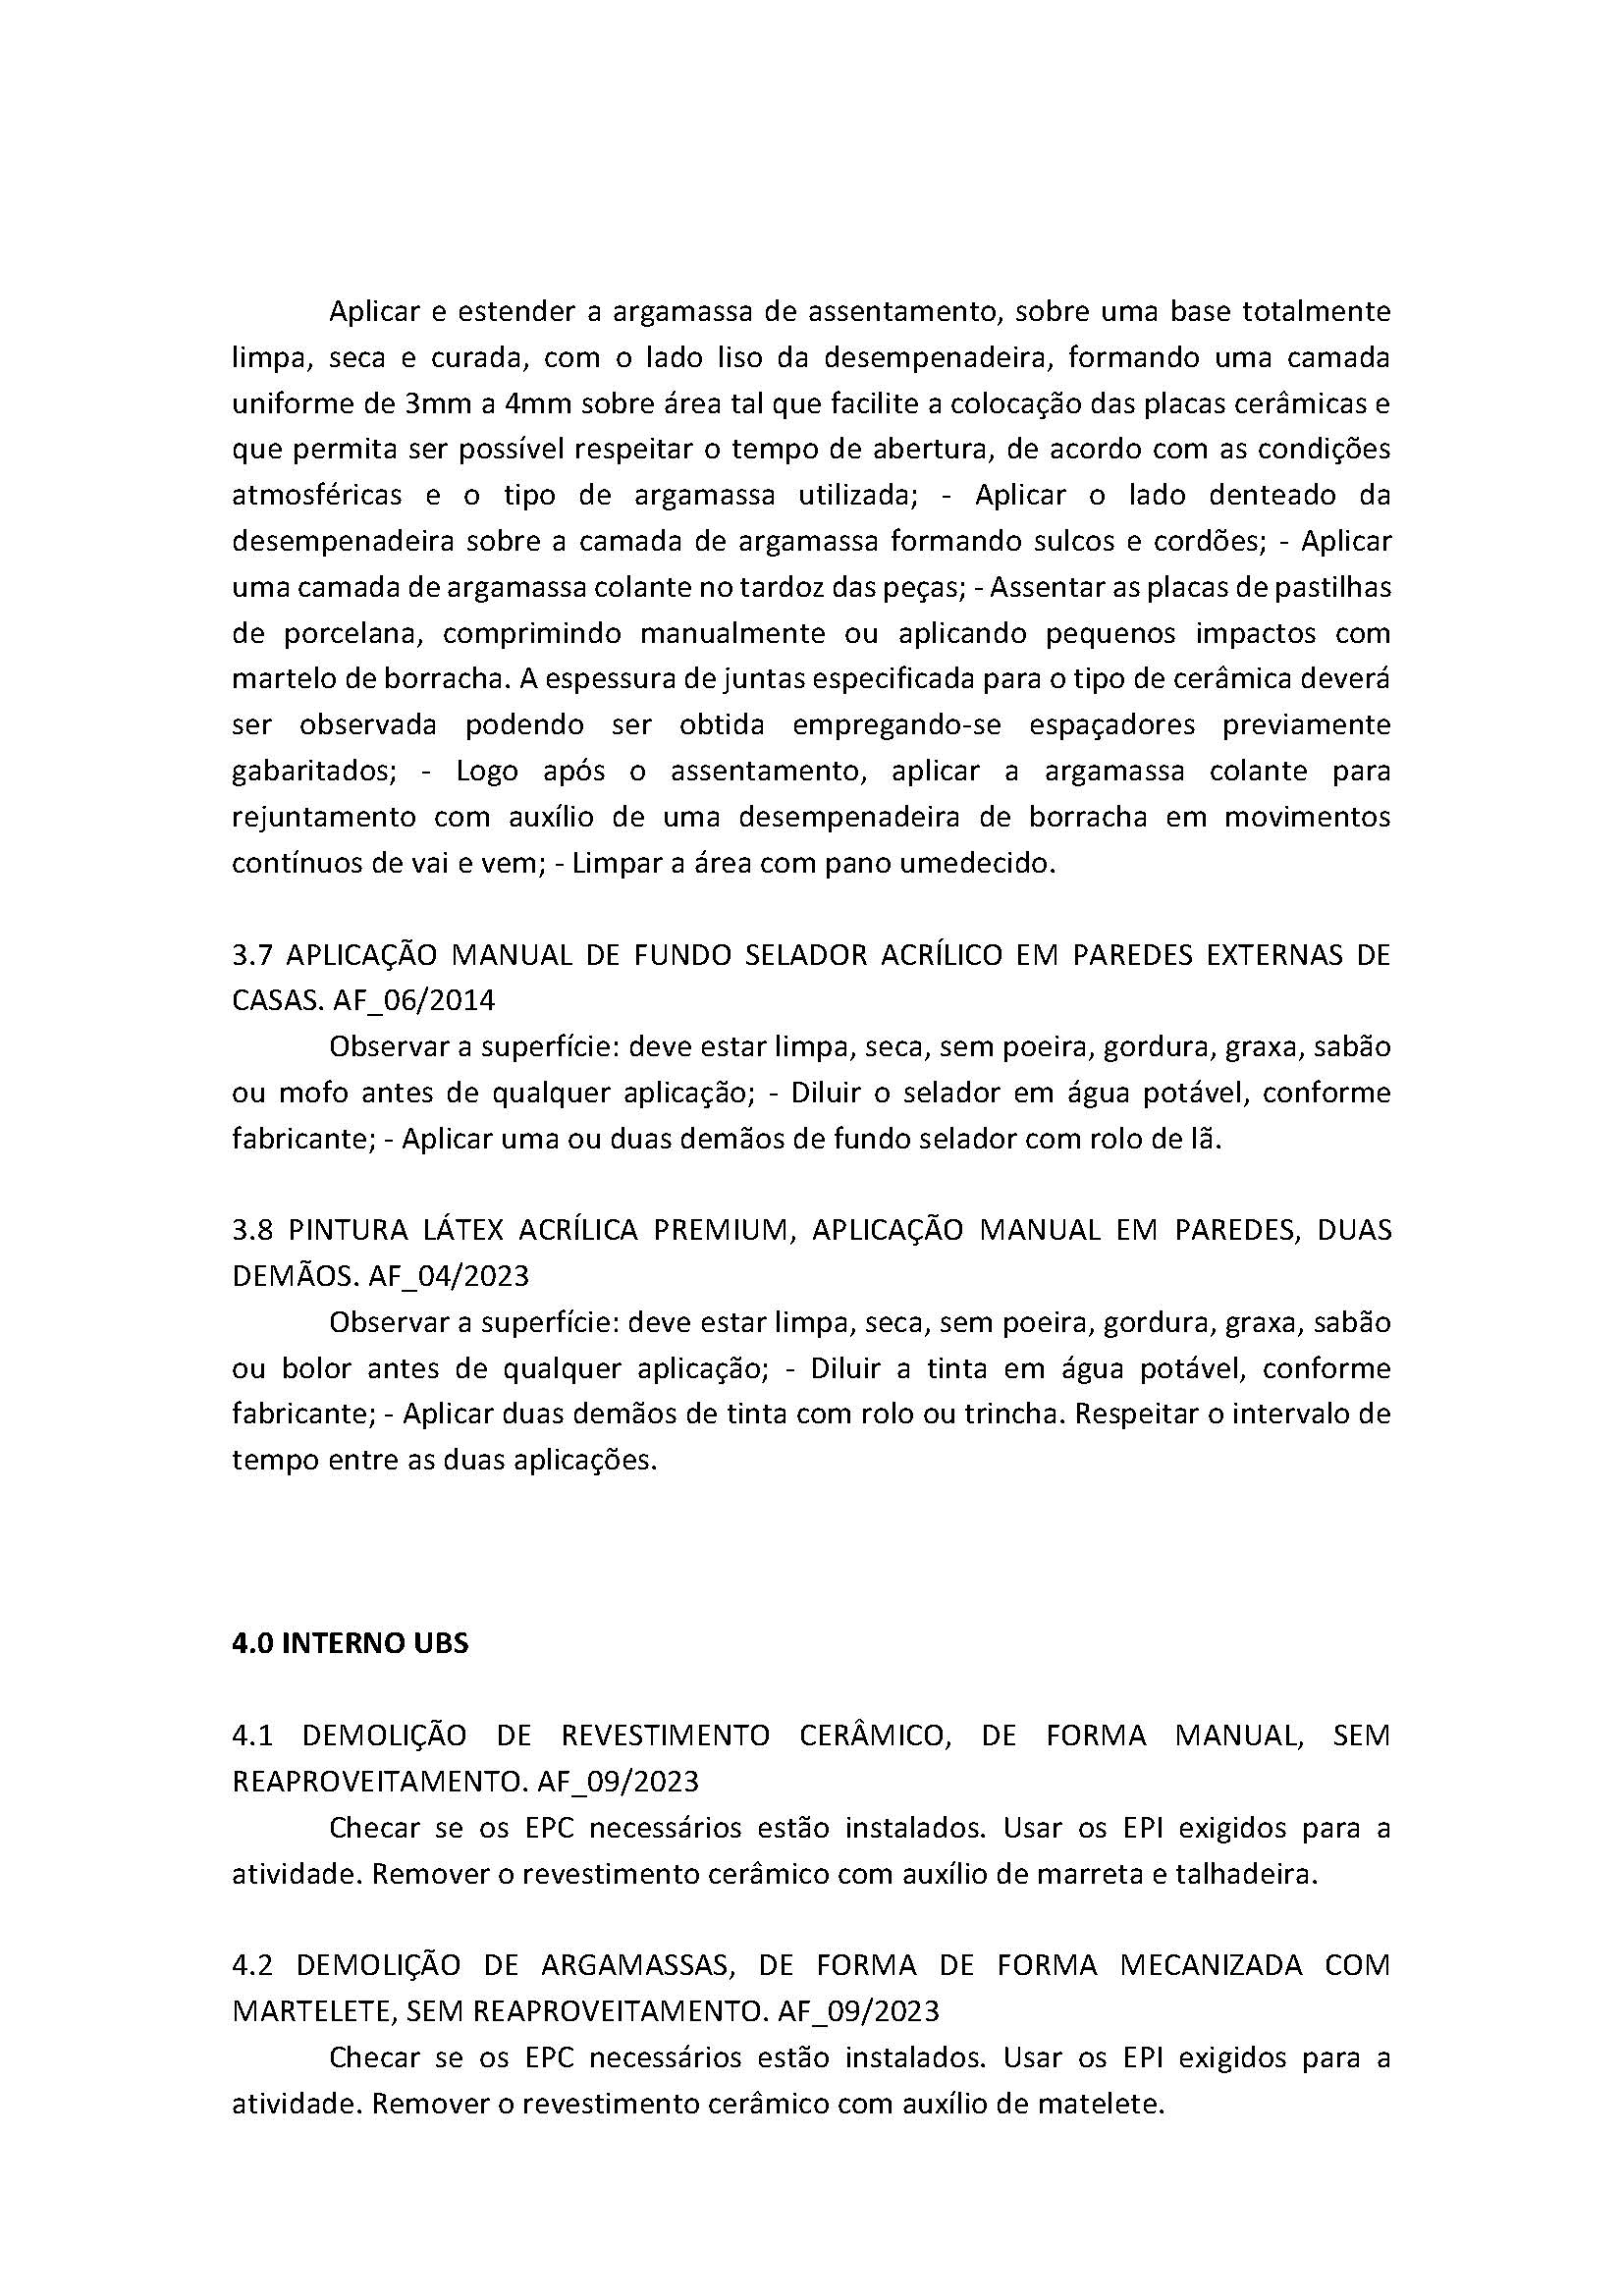 Aplicar e estender a argamassa de assentamento, sobre uma base totalmente
limpa, seca e curada, com o lado liso da desempenadeira, formando uma camada
uniforme de 3mm a 4mm sobre área tal que facilite a colocação das placas cerâmicas e
que permita ser possível respeitar o tempo de abertura, de acordo com as condições
atmosféricas e o tipo de argamassa utilizada; - Aplicar o lado denteado da
desempenadeira sobre a camada de argamassa formando sulcos e cordões; - Aplicar
uma camada de argamassa colante no tardoz das peças; - Assentar as placas de pastilhas
de porcelana, comprimindo manualmente ou aplicando pequenos impactos com
martelo de borracha. A espessura de juntas especificada para o tipo de cerâmica deverá
ser observada podendo ser obtida empregando-se espaçadores previamente
gabaritados; - Logo após o assentamento, aplicar a argamassa colante para
rejuntamento com auxílio de uma desempenadeira de borracha em movimentos
contínuos de vai e vem; - Limpar a área com pano umedecido.
3.7 APLICAÇÃO MANUAL DE FUNDO SELADOR ACRÍLICO EM PAREDES EXTERNAS DE
CASAS. AF_06/2014
Observar a superfície: deve estar limpa, seca, sem poeira, gordura, graxa, sabão
ou mofo antes de qualquer aplicação; - Diluir o selador em água potável, conforme
fabricante; - Aplicar uma ou duas demãos de fundo selador com rolo de lã.
3.8 PINTURA LÁTEX ACRÍLICA PREMIUM, APLICAÇÃO MANUAL EM PAREDES, DUAS
DEMÃOS. AF_04/2023
Observar a superfície: deve estar limpa, seca, sem poeira, gordura, graxa, sabão
ou bolor antes de qualquer aplicação; - Diluir a tinta em água potável, conforme
fabricante; - Aplicar duas demãos de tinta com rolo ou trincha. Respeitar o intervalo de
tempo entre as duas aplicações.
4.0 INTERNO UBS
4.1 DEMOLIÇÃO DE REVESTIMENTO CERÂMICO, DE FORMA MANUAL, SEM
REAPROVEITAMENTO. AF_09/2023
Checar se os EPC necessários estão instalados. Usar os EPI exigidos para a
atividade. Remover o revestimento cerâmico com auxílio de marreta e talhadeira.
4.2 DEMOLIÇÃO DE ARGAMASSAS, DE FORMA DE FORMA MECANIZADA COM
MARTELETE, SEM REAPROVEITAMENTO. AF_09/2023
Checar se os EPC necessários estão instalados. Usar os EPI exigidos para a
atividade. Remover o revestimento cerâmico com auxílio de matelete.